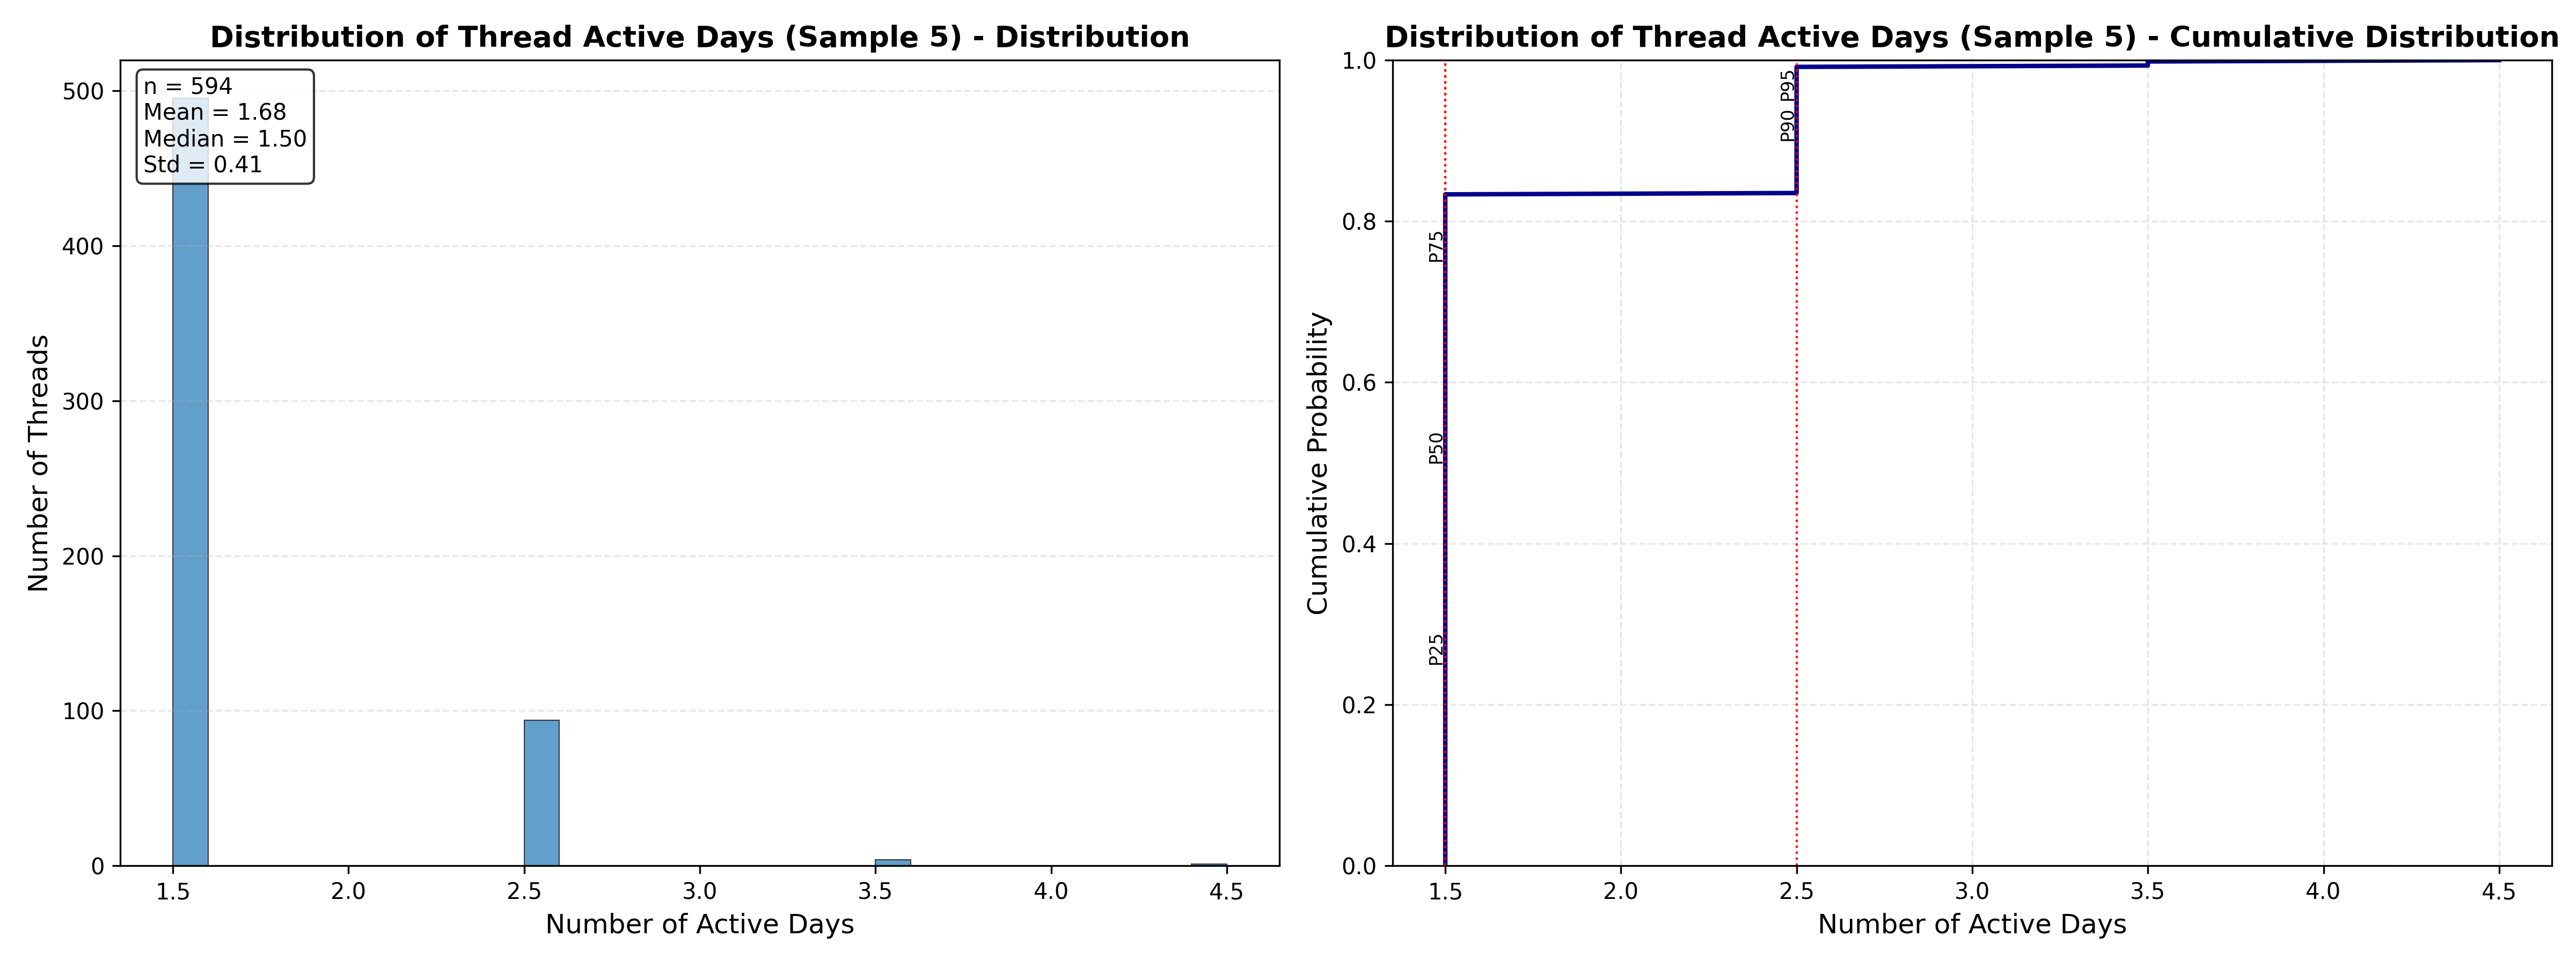 Distribution of Thread Active Days (Sample 5) - Distribution
n = 594
Mean = 1.68
Median = 1.50
Std = 0.41
500
400
300
200
100
0
Number of Threads
1.5 2.0 2.5 3.0 3.5 4.0 4.5
Number of Active Days
Distribution of Thread Active Days (Sample 5) - Cumulative Distribution
1.0
0.8
0.6
0.4
0.2
0.0
Cumulative Probability
P95
P90
P75
P50
P25
1.5 2.0 2.5 3.0 3.5 4.0 4.5
Number of Active Days